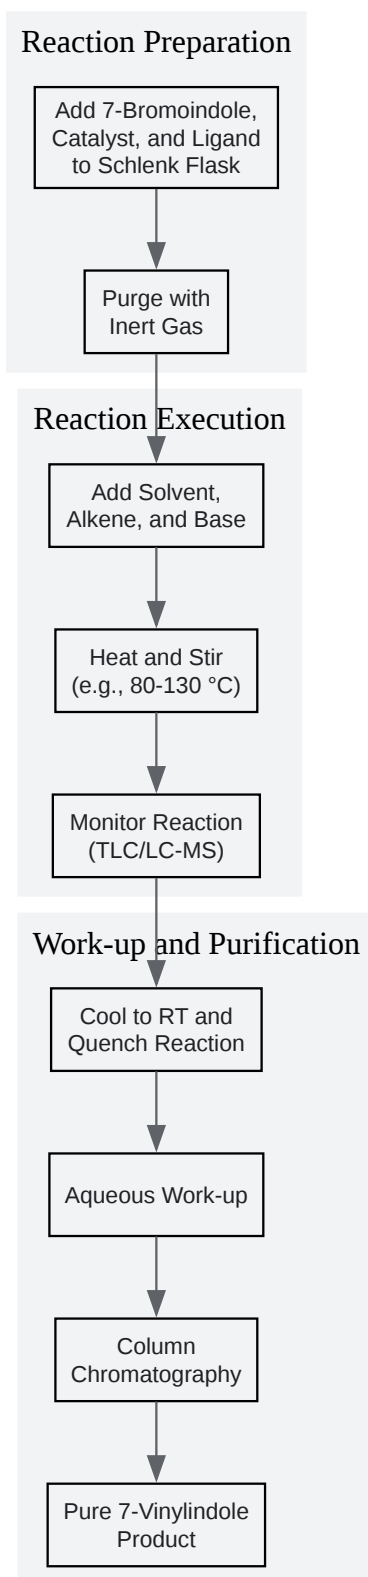 Reaction Preparation
Add 7-Bromoindole,
Catalyst, and Ligand
to Schlenk Flask
Purge with
Inert Gas
Reaction Execution
Add Solvent,
Alkene, and Base
Heat and Stir
(e.g., 80-130 °C)
Monitor Reaction
(TLC/LC-MS)
Work-up and Purification
Cool to RT and
Quench Reaction
Aqueous Work-up
Column
Chromatography
Pure 7-Vinylindole
Product